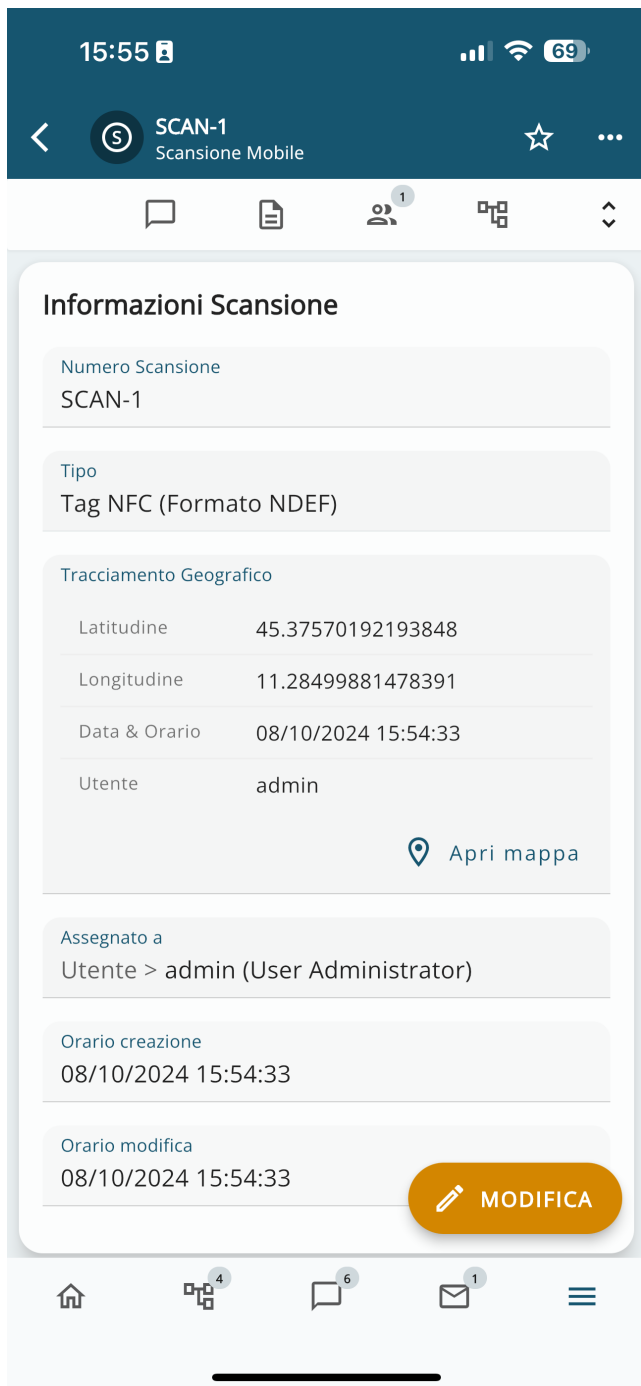 15:55
69
SCAN-1
Scansione Mobile
1
Informazioni Scansione
Numero Scansione
SCAN-1
Tipo
Tag NFC (Formato NDEF)
Tracciamento Geografico
Latitudine 45.37570192193848
Longitudine 11.28499881478391
Data & Orario 08/10/2024 15:54:33
Utente admin
Apri mappa
Assegnato a
Utente > admin (User Administrator)
Orario creazione
08/10/2024 15:54:33
Orario modifica
08/10/2024 15:54:33
MODIFICA
4 6 1